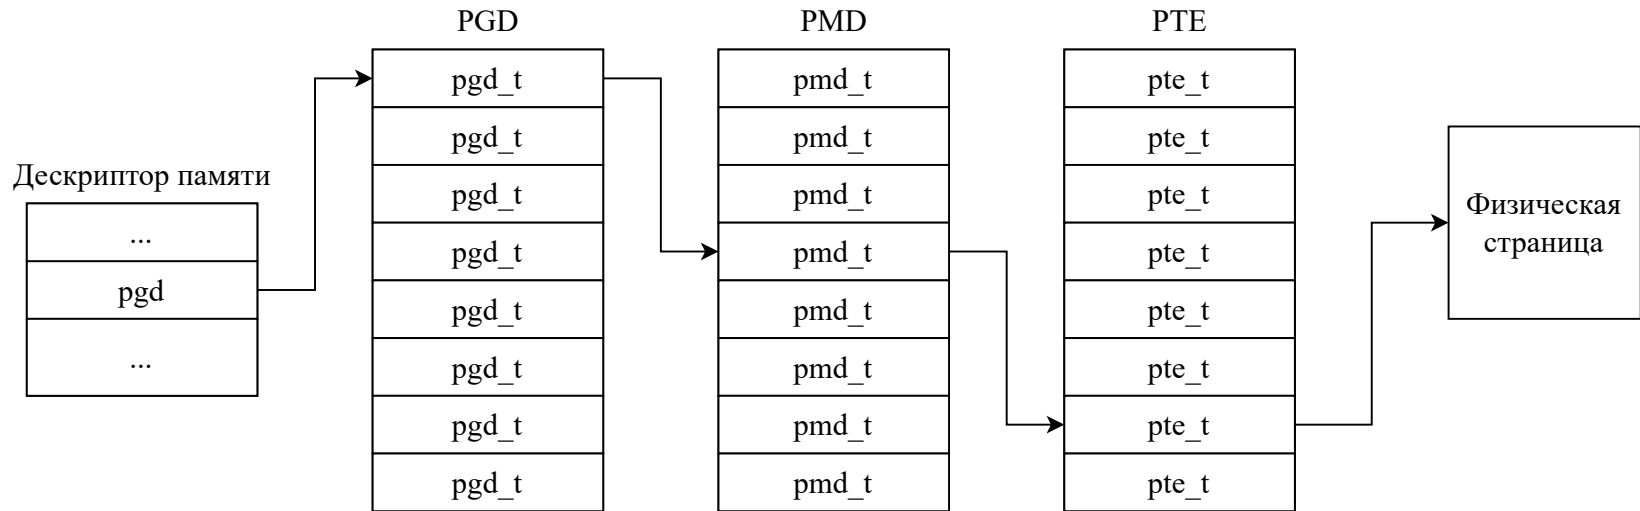 PGD
PMD
PTE
Дескриптор памяти
...
pgd
...
pgd_t
pgd_t
pgd_t
pgd_t
pgd_t
pgd_t
pgd_t
pgd_t
pmd_t
pmd_t
pmd_t
pmd_t
pmd_t
pmd_t
pmd_t
pmd_t
pte_t
pte_t
pte_t
pte_t
pte_t
pte_t
pte_t
pte_t
Физическая
страница